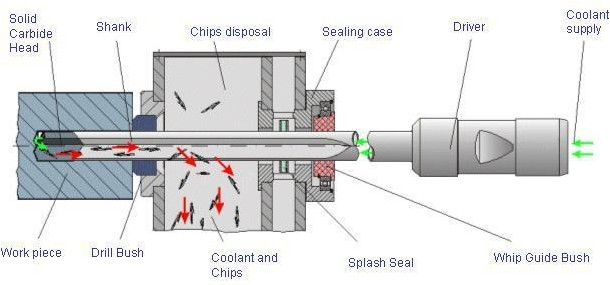 Solid
Carbide
Head
Shank
Chips disposal
Sealing case
Driver
Coolant
supply
Work piece
Drill Bush
Coolant and
Chips
Splash Seal
Whip Guide Bush